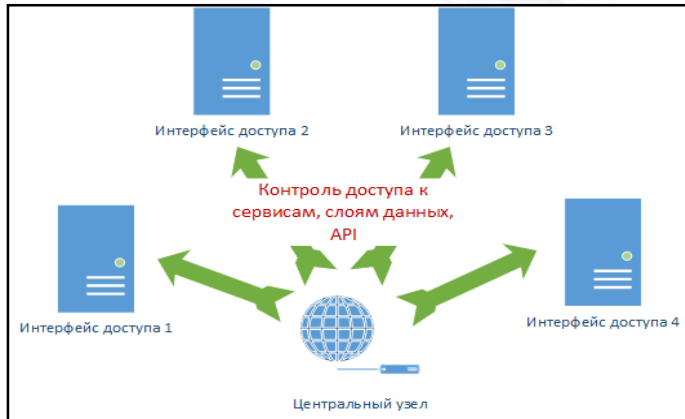 Интерфейс доступа 2
Интерфейс доступа 3
Контроль доступа к
сервисам, слоям данных,
API
Интерфейс доступа 1
Интерфейс доступа 4
Центральный узел